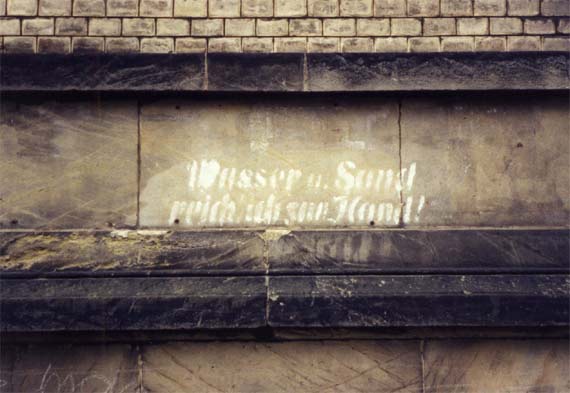 Wasser u. Sand
reich' ich zur Hand!